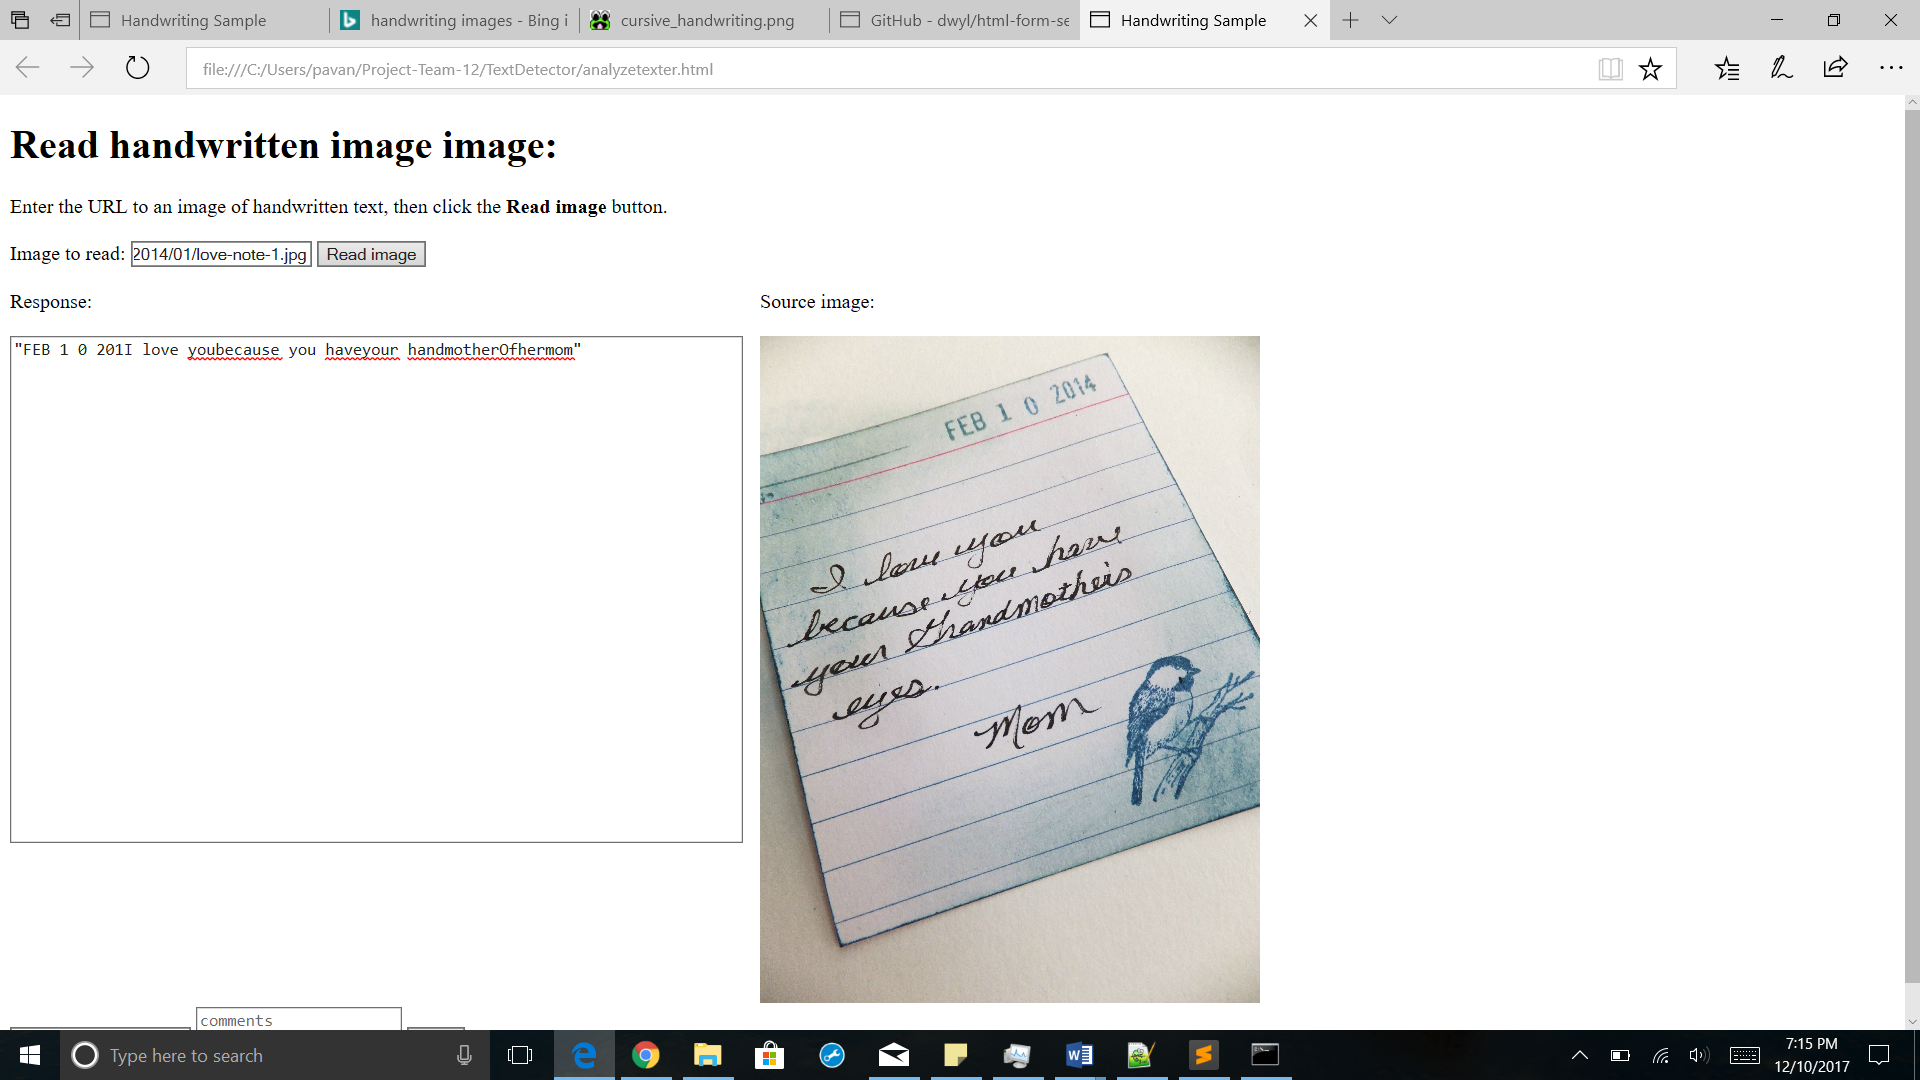 Handwriting Sample
handwriting images - Bing i
cursive_handwriting.png
GitHub - dwyl/html-form-se
Handwriting Sample
file:///C:/Users/pavan/Project-Team-12/TextDetector/analyzetexter.html
Read handwritten image image:
Enter the URL to an image of handwritten text, then click the Read image button.
Image to read: 2014/01/love-note-1.jpg Read image
Response:
"FEB 1 0 201I love youbecause you haveyour handmotherOfhermom"
Source image:
FEB 1 0 2014
I love you
because you have
your Grandmother's
eyes.
Mom
comments
Type here to search
7:15 PM
12/10/2017